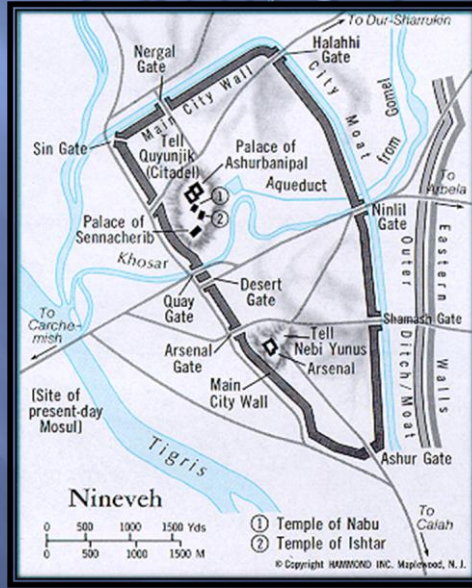 To Dur-Sharrukin
Nergal
Gate
Halahhi
Gate
Main City Wall
City Moat
from Gomel
Sin Gate
Tell
Quyunjik
(Citadel)
Palace of
Ashurbanipal
Aqueduct
①
②
To
Arbela
Palace of
Sennacherib
Ninlil
Gate
Khosar
Outer
Ditch/Moat
Eastern
Walls
Quay
Gate
Desert
Gate
To
Carche-
mish
Shamash Gate
Arsenal
Gate
Tell
Nebi Yunus
Arsenal
Main
City Wall
(Site of
present-day
Mosul)
Tigris
Ashur Gate
Nineveh
To
Calah
0 500 1000 1500 Yds
0 500 1000 1500 M
① Temple of Nabu
② Temple of Ishtar
© Copyright HAMMOND INC. Maplewood, N. J.